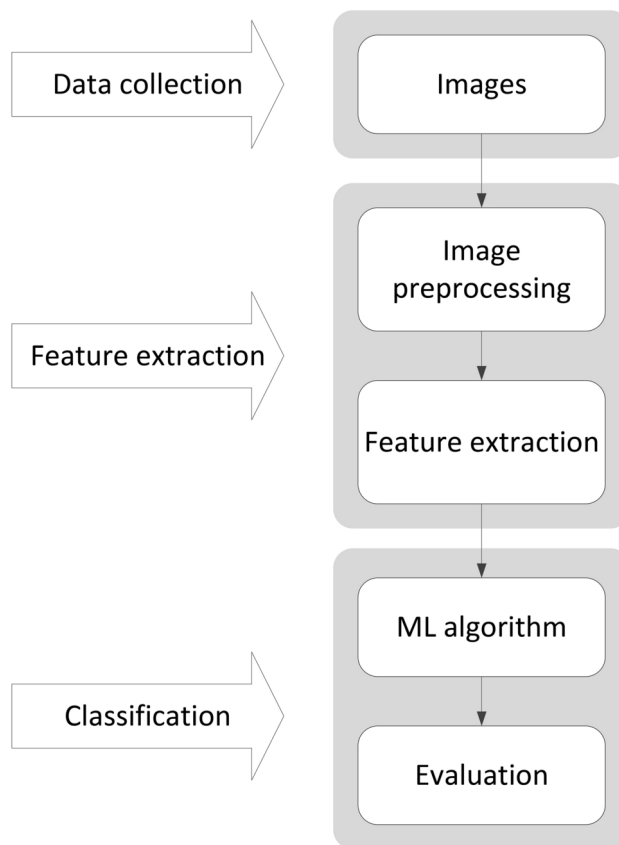 Data collection
Images
Image
preprocessing
Feature extraction
Feature extraction
ML algorithm
Classification
Evaluation